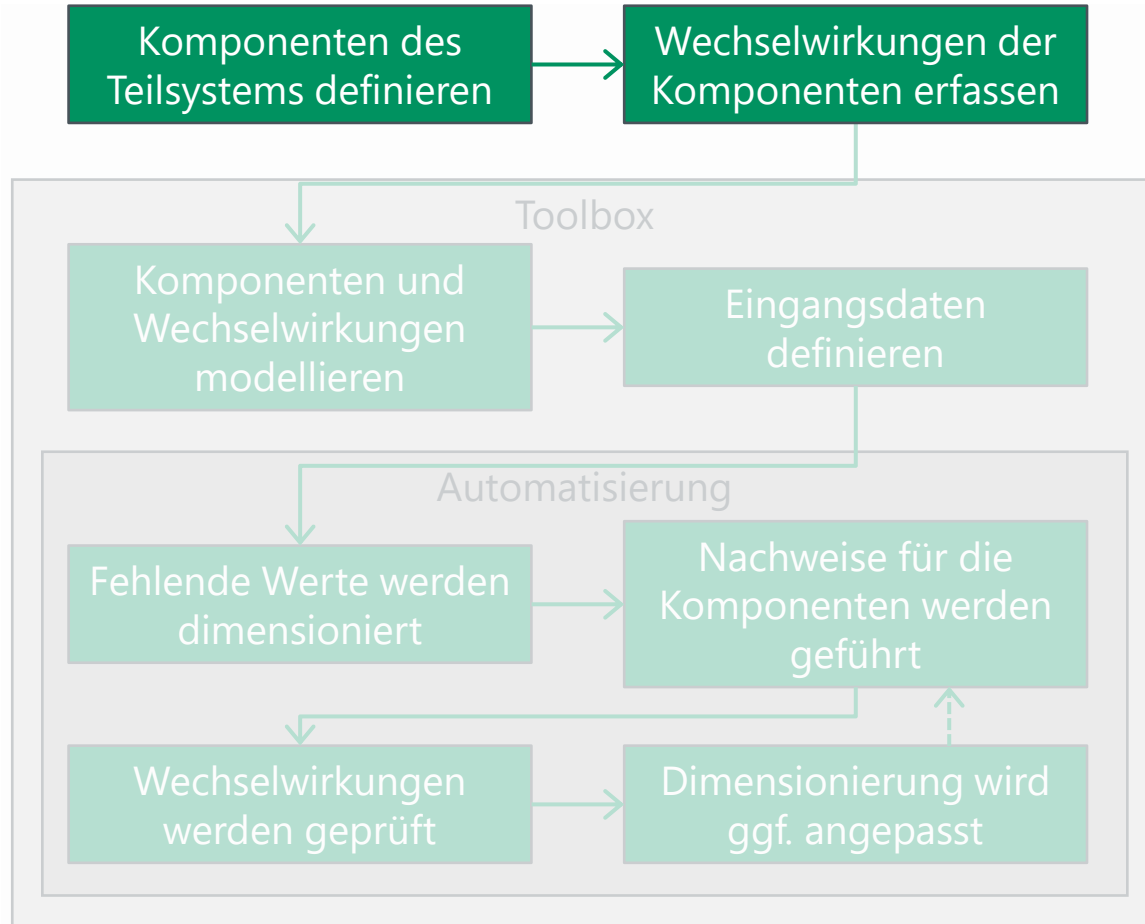 Komponenten des
Teilsystems definieren
Wechselwirkungen der
Komponenten erfassen
Toolbox
Komponenten und
Wechselwirkungen
modellieren
Eingangsdaten
definieren
Automatisierung
Fehlende Werte werden
dimensioniert
Nachweise für die
Komponenten werden
geführt
Wechselwirkungen
werden geprüft
Dimensionierung wird
ggf. angepasst